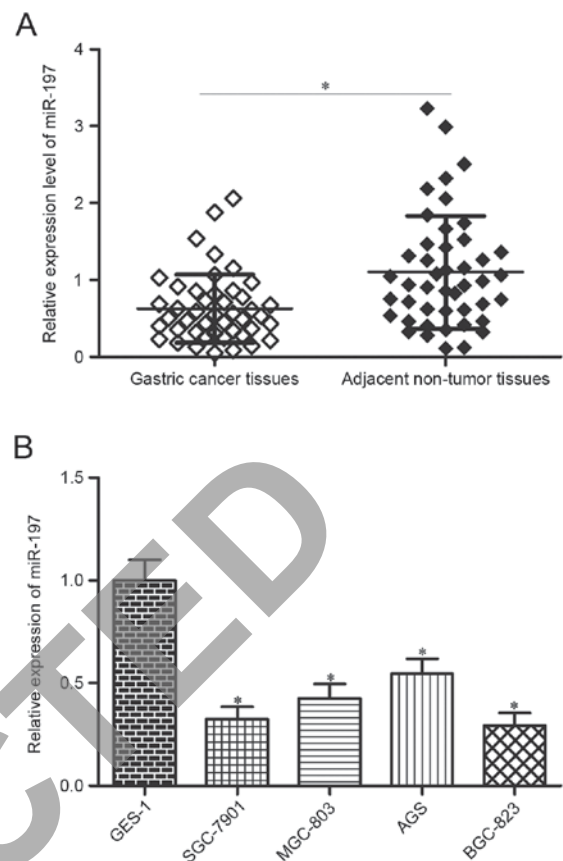 A
Relative expression level of miR-197
4
3
2
1
0
*
Gastric cancer tissues
Adjacent non-tumor tissues
B
Relative expression of miR-197
1.5
1.0
0.5
0.0
*
*
*
*
GES-1
SGC-7901
MGC-803
AGS
BGC-823
CTED